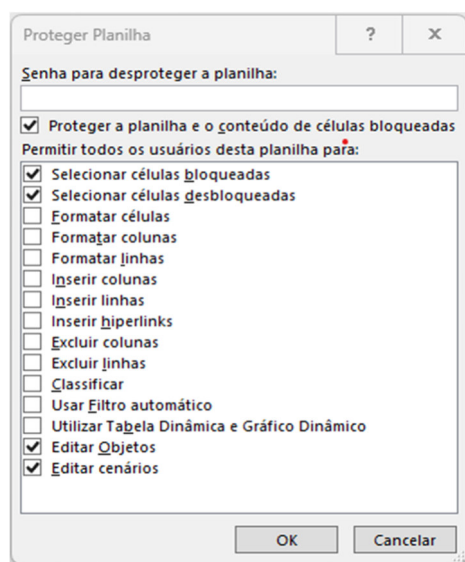 Proteger Planilha ? X
Senha para desproteger a planilha:
Proteger a planilha e o conteúdo de células bloqueadas
Permitir todos os usuários desta planilha para:
Selecionar células bloqueadas
Selecionar células desbloqueadas
Formatar células
Formatar colunas
Formatar linhas
Inserir colunas
Inserir linhas
Inserir hiperlinks
Excluir colunas
Excluir linhas
Classificar
Usar Filtro automático
Utilizar Tabela Dinâmica e Gráfico Dinâmico
Editar Objetos
Editar cenários
OK Cancelar